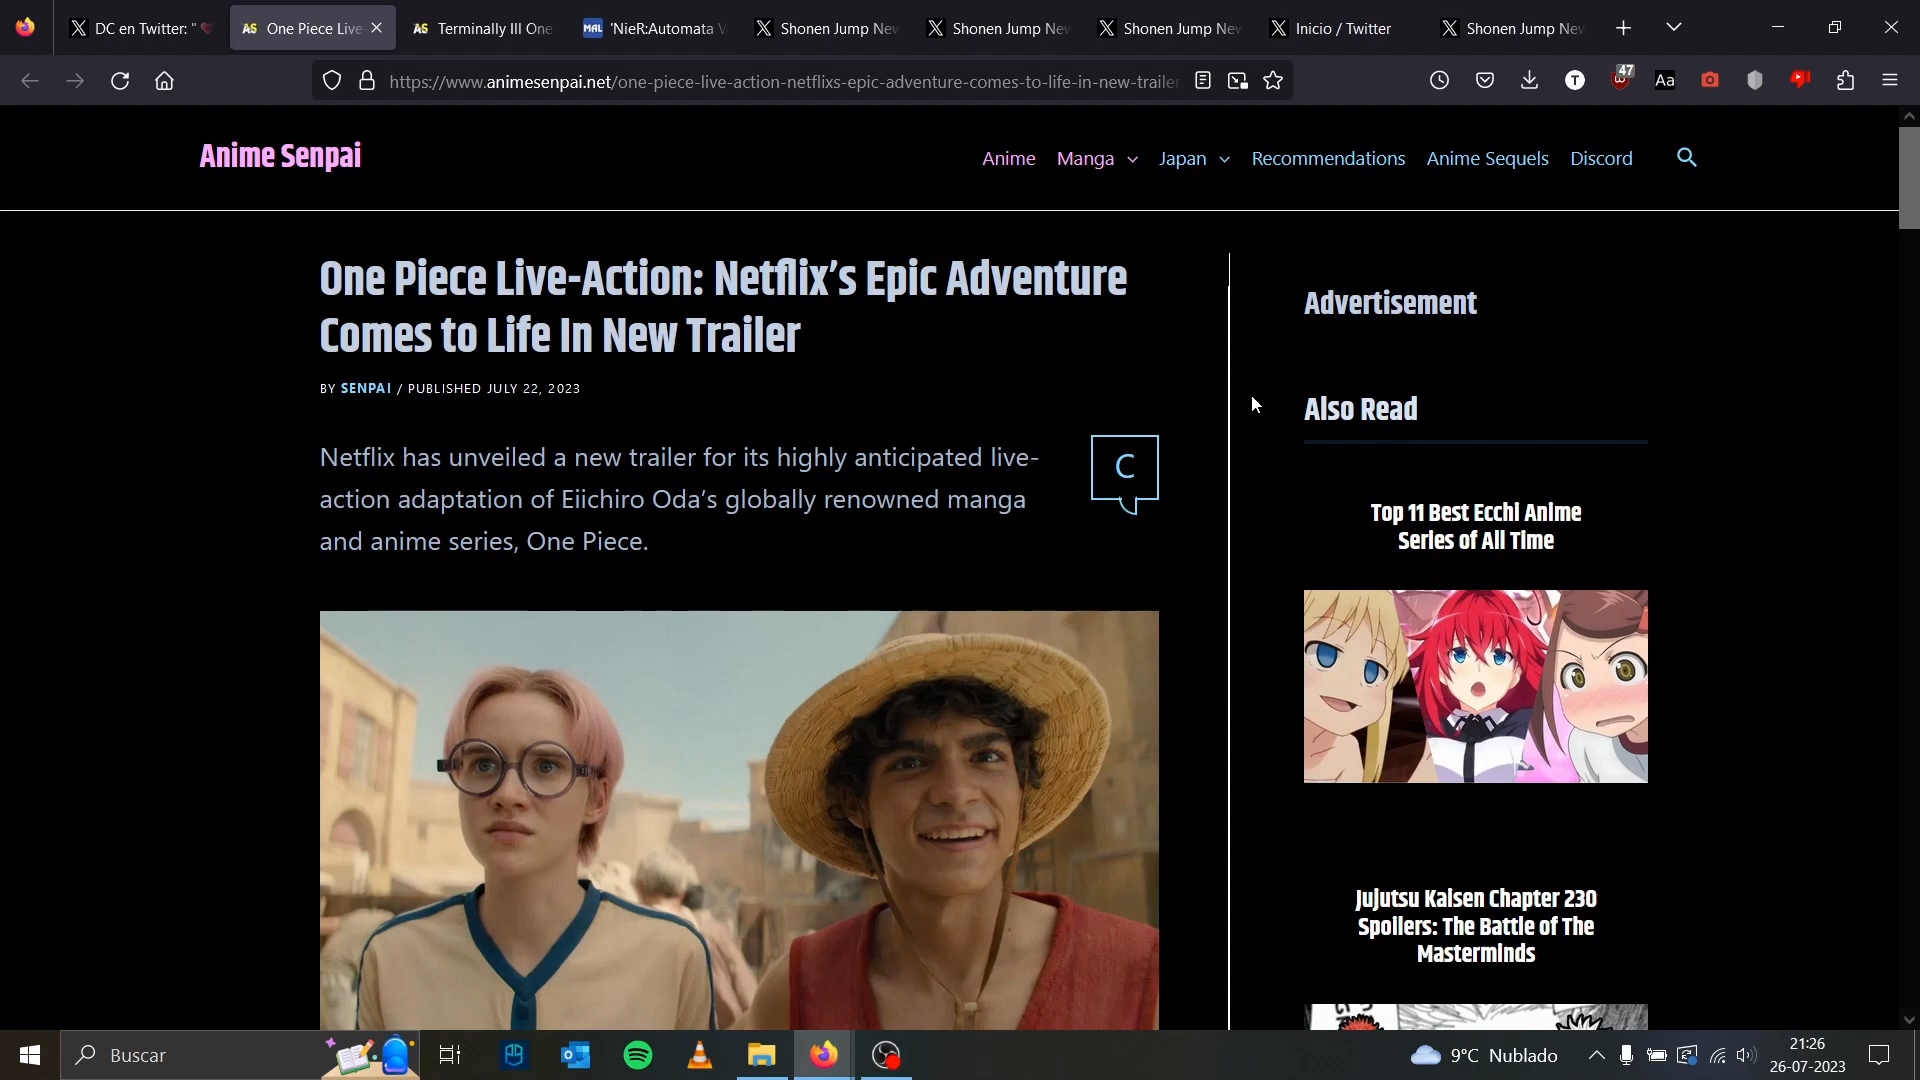 DC en Twitter: "
One Piece Live-
Terminally Ill One
'NieR:Automata V
Shonen Jump New
Shonen Jump New
Shonen Jump New
Inicio / Twitter
Shonen Jump New
https://www.animesenpai.net/one-piece-live-action-netflixs-epic-adventure-comes-to-life-in-new-trailer
47
Aa
Anime Senpai
Anime
Manga
Japan
Recommendations
Anime Sequels
Discord
One Piece Live-Action: Netflix’s Epic Adventure
Comes to Life In New Trailer
BY SENPAI / PUBLISHED JULY 22, 2023
Netflix has unveiled a new trailer for its highly anticipated live-
action adaptation of Eiichiro Oda‘s globally renowned manga
and anime series, One Piece.
C
Advertisement
Also Read
Top 11 Best Ecchi Anime
Series of All Time
Jujutsu Kaisen Chapter 230
Spoilers: The Battle of The
Masterminds
Buscar
9°C Nublado
21:26
26-07-2023